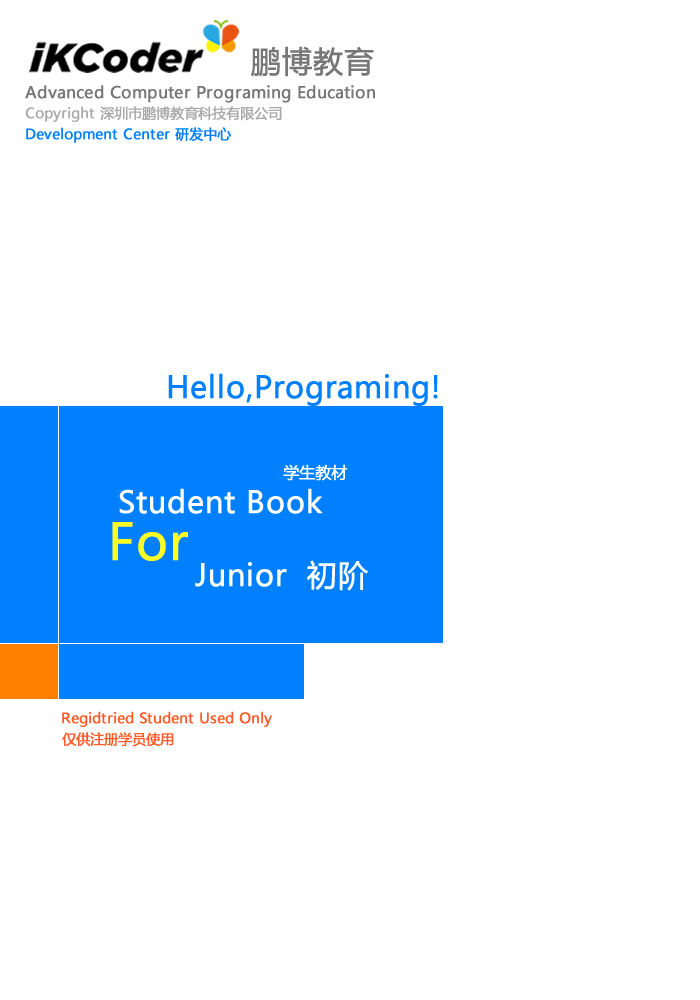 iKCoder 鹏博教育
Advanced Computer Programing Education
Copyright 深圳市鹏博教育科技有限公司
Development Center 研发中心
Hello,Programing!
学生教材
Student Book
For
Junior 初阶
Regidtried Student Used Only
仅供注册学员使用